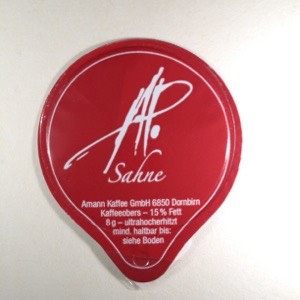 Sahne
Amann Kaffee GmbH 6850 Dornbirn
Kaffeeobers – 15 % Fett
8 g – ultrahocherhitzt
mind. haltbar bis:
siehe Boden